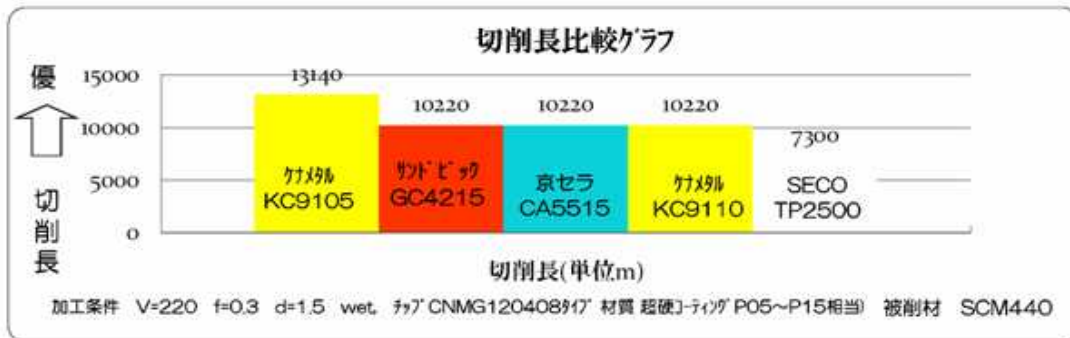 切削長比較ｸﾞﾗﾌ
優
切削長
15000
10000
5000
0
13140
10220
10220
10220
7300
ｹﾅﾒﾀﾙ
KC9105
ｻﾝﾄﾞﾋﾞｯｸ
GC4215
京セラ
CA5515
ｹﾅﾒﾀﾙ
KC9110
SECO
TP2500
切削長(単位m)
加工条件 V=220 f=0.3 d=1.5 wet, ﾁｯﾌﾟCNMG120408ﾀｲﾌﾟ 材質 超硬ｺｰﾃｨﾝｸﾞP05～P15相当) 被削材 SCM440